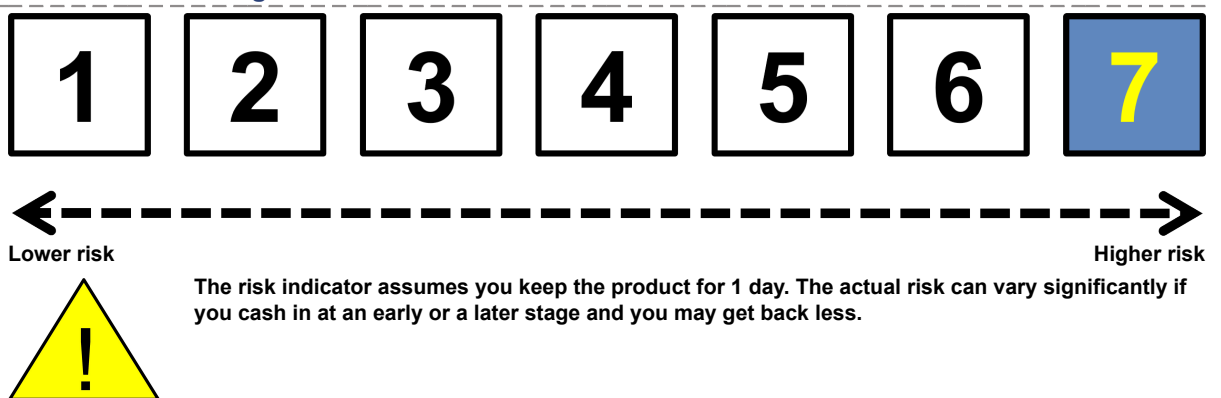 1 2 3 4 5 6 7
Lower risk Higher risk
The risk indicator assumes you keep the product for 1 day. The actual risk can vary significantly if
you cash in at an early or a later stage and you may get back less.
!